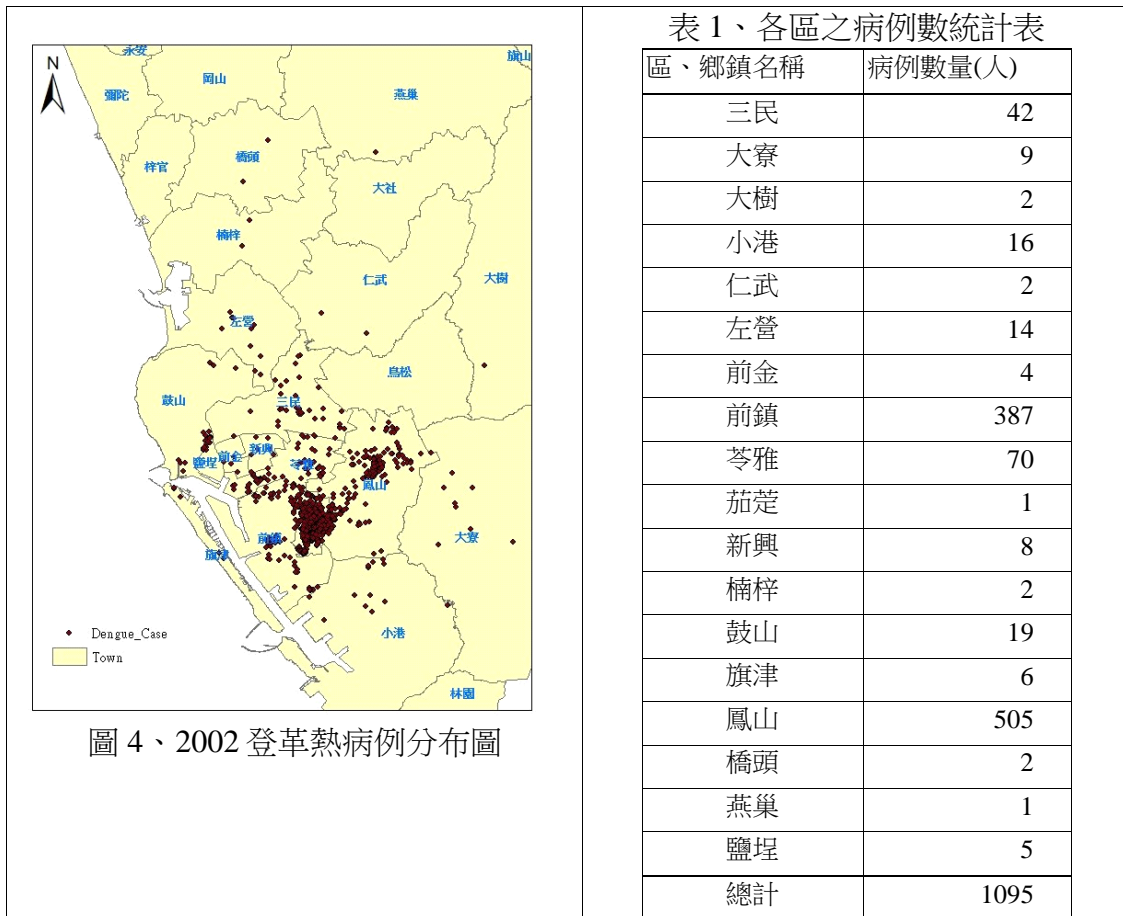 N
永安
旗山
彌陀
岡山
燕巢
橋頭
梓官
大社
楠梓
仁武
大樹
左營
鳥松
鼓山
三民
新興
前金
鹽埕
苓雅
鳳山
前鎮
旗津
大寮
小港
林園
Dengue_Case
Town
圖 4、2002 登革熱病例分布圖
表 1、各區之病例數統計表
區、鄉鎮名稱 病例數量(人)
三民 42
大寮 9
大樹 2
小港 16
仁武 2
左營 14
前金 4
前鎮 387
苓雅 70
茄萣 1
新興 8
楠梓 2
鼓山 19
旗津 6
鳳山 505
橋頭 2
燕巢 1
鹽埕 5
總計 1095